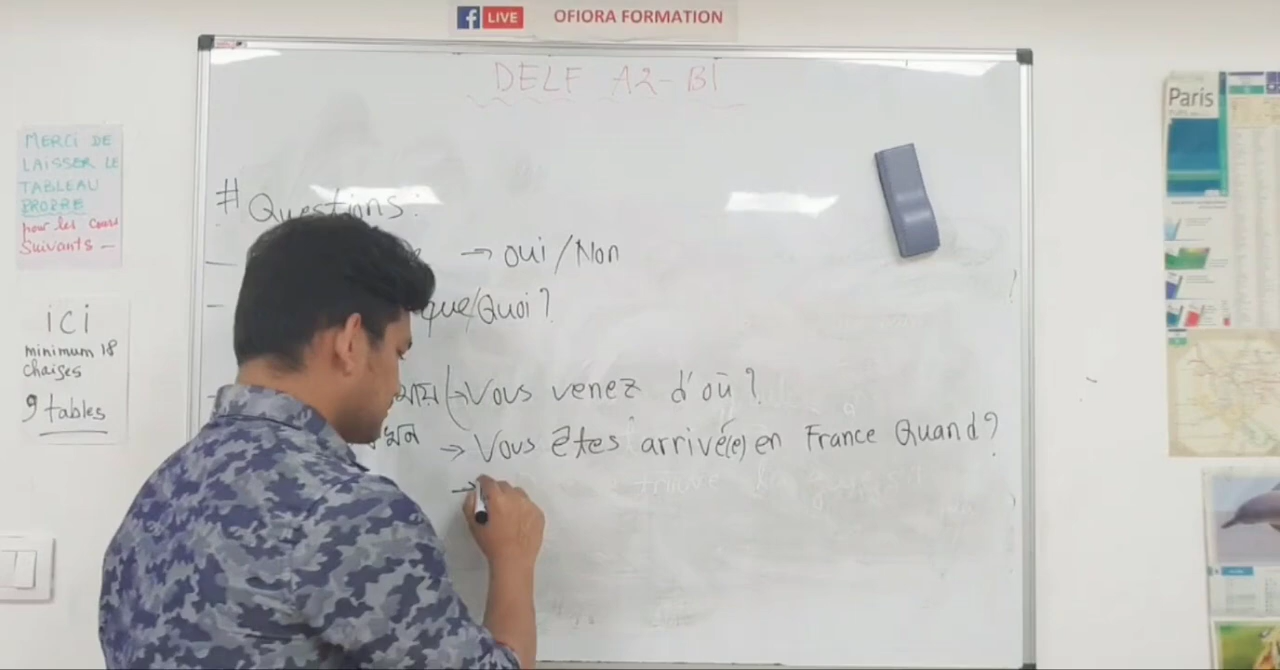 LIVE OFIORA FORMATION
DELF A2-B1
MERCI DE
LAISSER LE
TABLEAU
PROPRE
pour les cours
suivants -
ici
minimum 18
chaises
9 tables
# Questions:
→ oui/Non
que/Quoi?
→ Vous venez d'où?
→ Vous êtes arrivé(e) en France Quand?
→
Paris